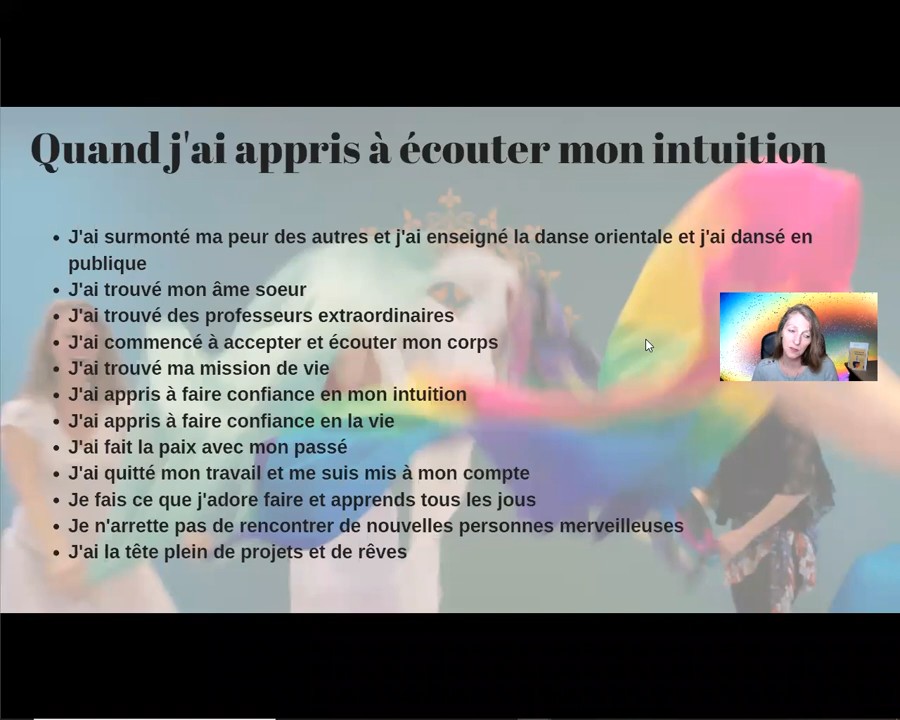 Quand j'ai appris à écouter mon intuition
J'ai surmonté ma peur des autres et j'ai enseigné la danse orientale et j'ai dansé en
publique
J'ai trouvé mon âme soeur
J'ai trouvé des professeurs extraordinaires
J'ai commencé à accepter et écouter mon corps
J'ai trouvé ma mission de vie
J'ai appris à faire confiance en mon intuition
J'ai appris à faire confiance en la vie
J'ai fait la paix avec mon passé
J'ai quitté mon travail et me suis mis à mon compte
Je fais ce que j'adore faire et apprends tous les jous
Je n'arrette pas de rencontrer de nouvelles personnes merveilleuses
J'ai la tête plein de projets et de rêves